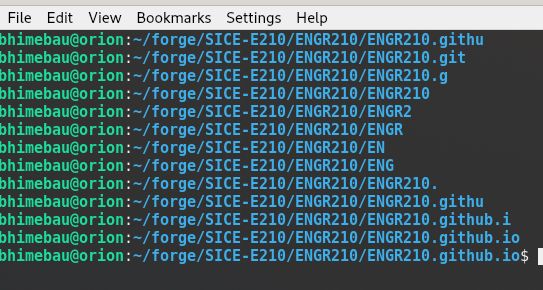 File Edit View Bookmarks Settings Help
bhimebau@orion:~/forge/SICE-E210/ENGR210/ENGR210.githu
bhimebau@orion:~/forge/SICE-E210/ENGR210/ENGR210.git
bhimebau@orion:~/forge/SICE-E210/ENGR210/ENGR210.g
bhimebau@orion:~/forge/SICE-E210/ENGR210/ENGR210
bhimebau@orion:~/forge/SICE-E210/ENGR210/ENGR2
bhimebau@orion:~/forge/SICE-E210/ENGR210/ENGR
bhimebau@orion:~/forge/SICE-E210/ENGR210/EN
bhimebau@orion:~/forge/SICE-E210/ENGR210/ENG
bhimebau@orion:~/forge/SICE-E210/ENGR210/ENGR210.
bhimebau@orion:~/forge/SICE-E210/ENGR210/ENGR210.githu
bhimebau@orion:~/forge/SICE-E210/ENGR210/ENGR210.github.i
bhimebau@orion:~/forge/SICE-E210/ENGR210/ENGR210.github.io
bhimebau@orion:~/forge/SICE-E210/ENGR210/ENGR210.github.io$